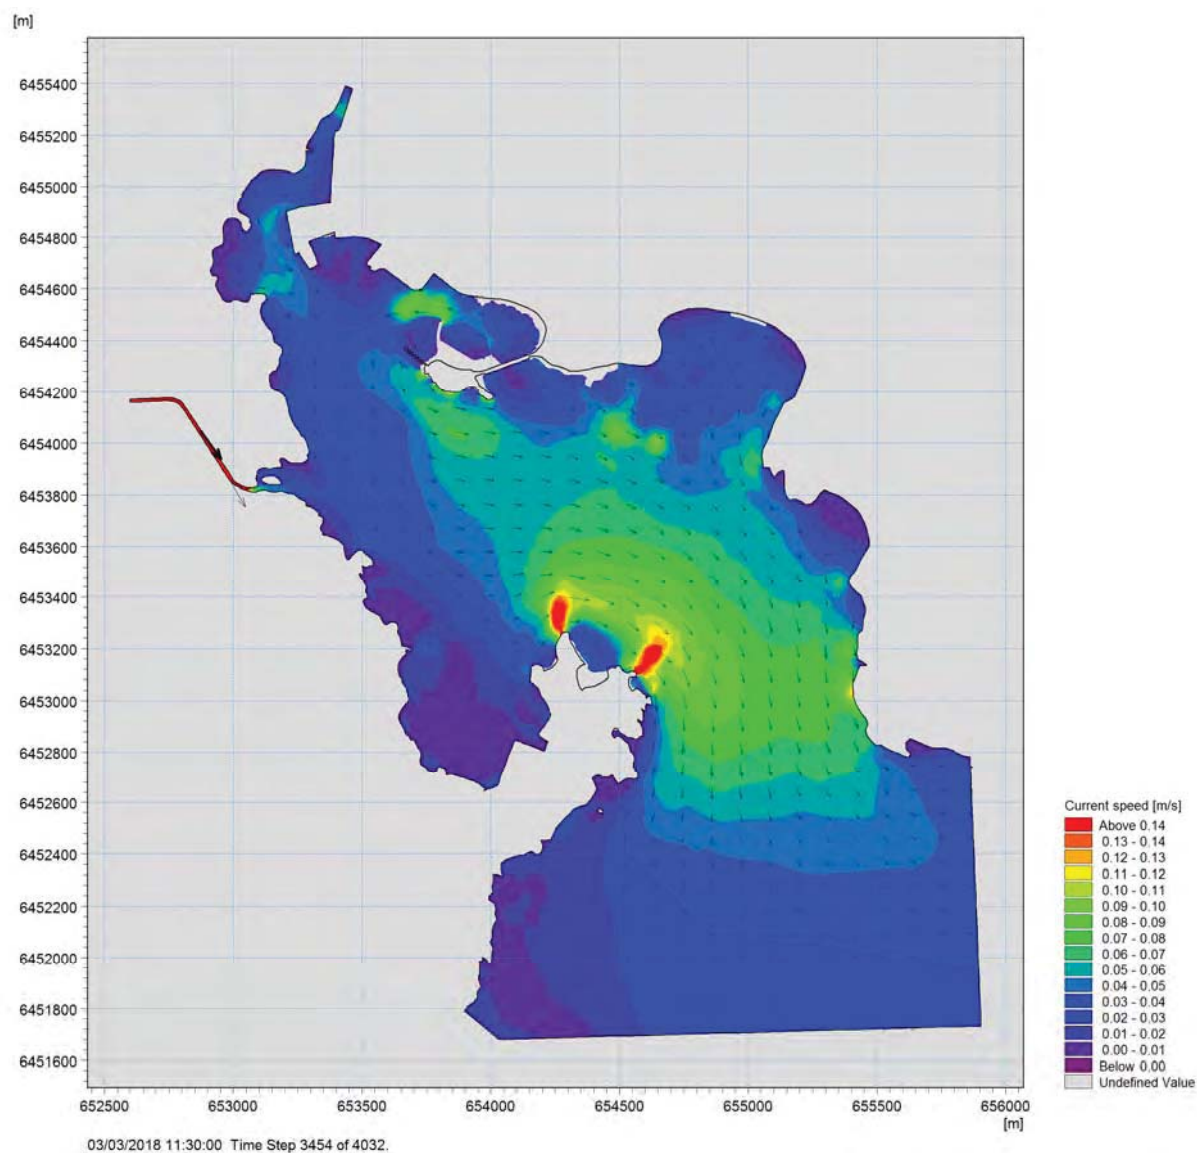 [m]
6455400
6455200
6455000
6454800
6454600
6454400
6454200
6454000
6453800
6453600
6453400
6453200
6453000
6452800
6452600
6452400
6452200
6452000
6451800
6451600
652500 653000 653500 654000 654500 655000 655500 656000
[m]
Current speed [m/s]
Above 0.14
0.13 - 0.14
0.12 - 0.13
0.11 - 0.12
0.10 - 0.11
0.09 - 0.10
0.08 - 0.09
0.07 - 0.08
0.06 - 0.07
0.05 - 0.06
0.04 - 0.05
0.03 - 0.04
0.02 - 0.03
0.01 - 0.02
0.00 - 0.01
Below 0.00
Undefined Value
03/03/2018 11:30:00 Time Step 3454 of 4032.